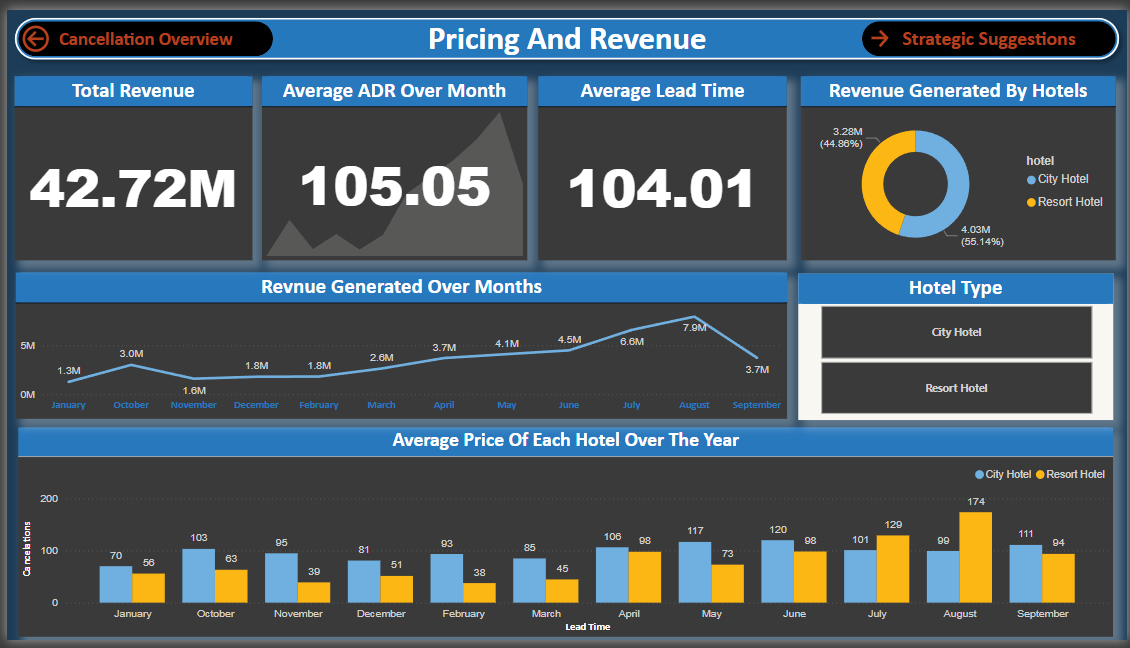 Cancellation Overview
Pricing And Revenue
Strategic Suggestions
Total Revenue
42.72M
Average ADR Over Month
105.05
Average Lead Time
104.01
Revenue Generated By Hotels
3.28M
(44.86%)
4.03M
(55.14%)
hotel
City Hotel
Resort Hotel
Revnue Generated Over Months
5M
0M
1.3M
3.0M
1.6M
1.8M
1.8M
2.6M
3.7M
4.1M
4.5M
6.6M
7.9M
3.7M
January October November December February March April May June July August September
Hotel Type
City Hotel
Resort Hotel
Average Price Of Each Hotel Over The Year
City Hotel Resort Hotel
Cancelations
200
100
0
70 56
103 63
95 39
81 51
93 38
85 45
106 98
117 73
120 98
101 129
99 174
111 94
January October November December February March April May June July August September
Lead Time